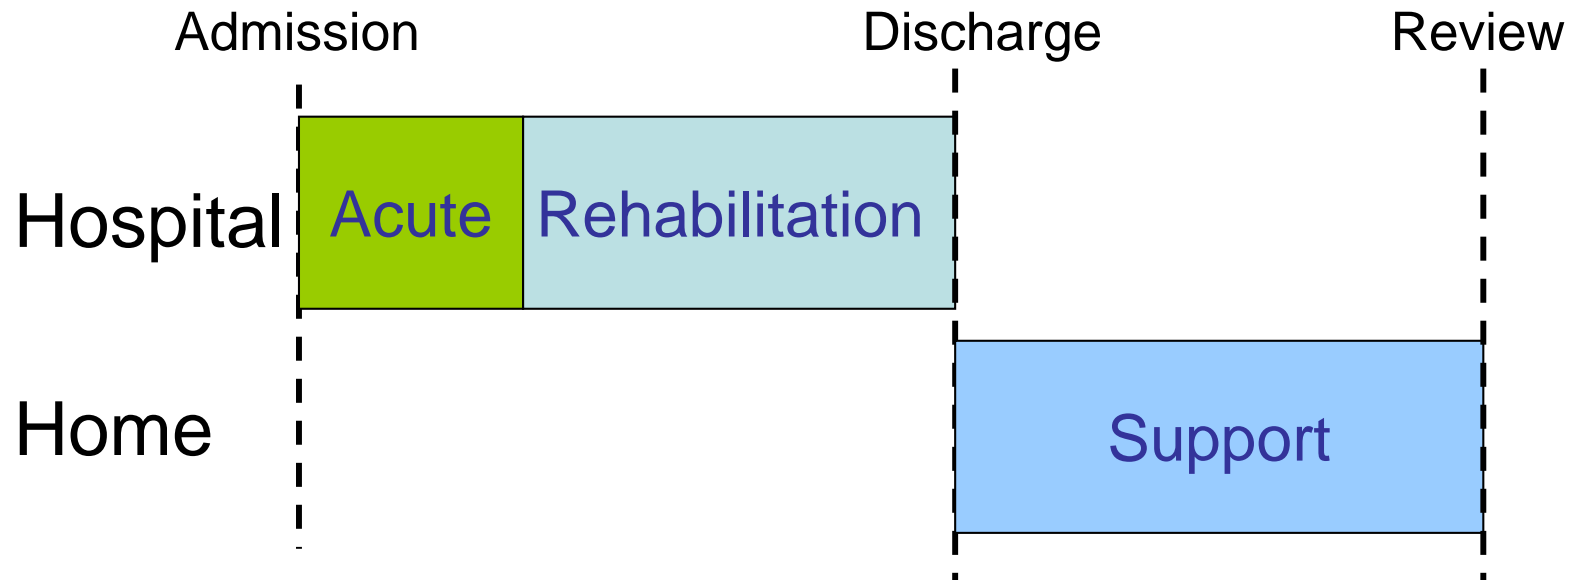 Admission Discharge Review
Hospital Acute Rehabilitation
Home Support